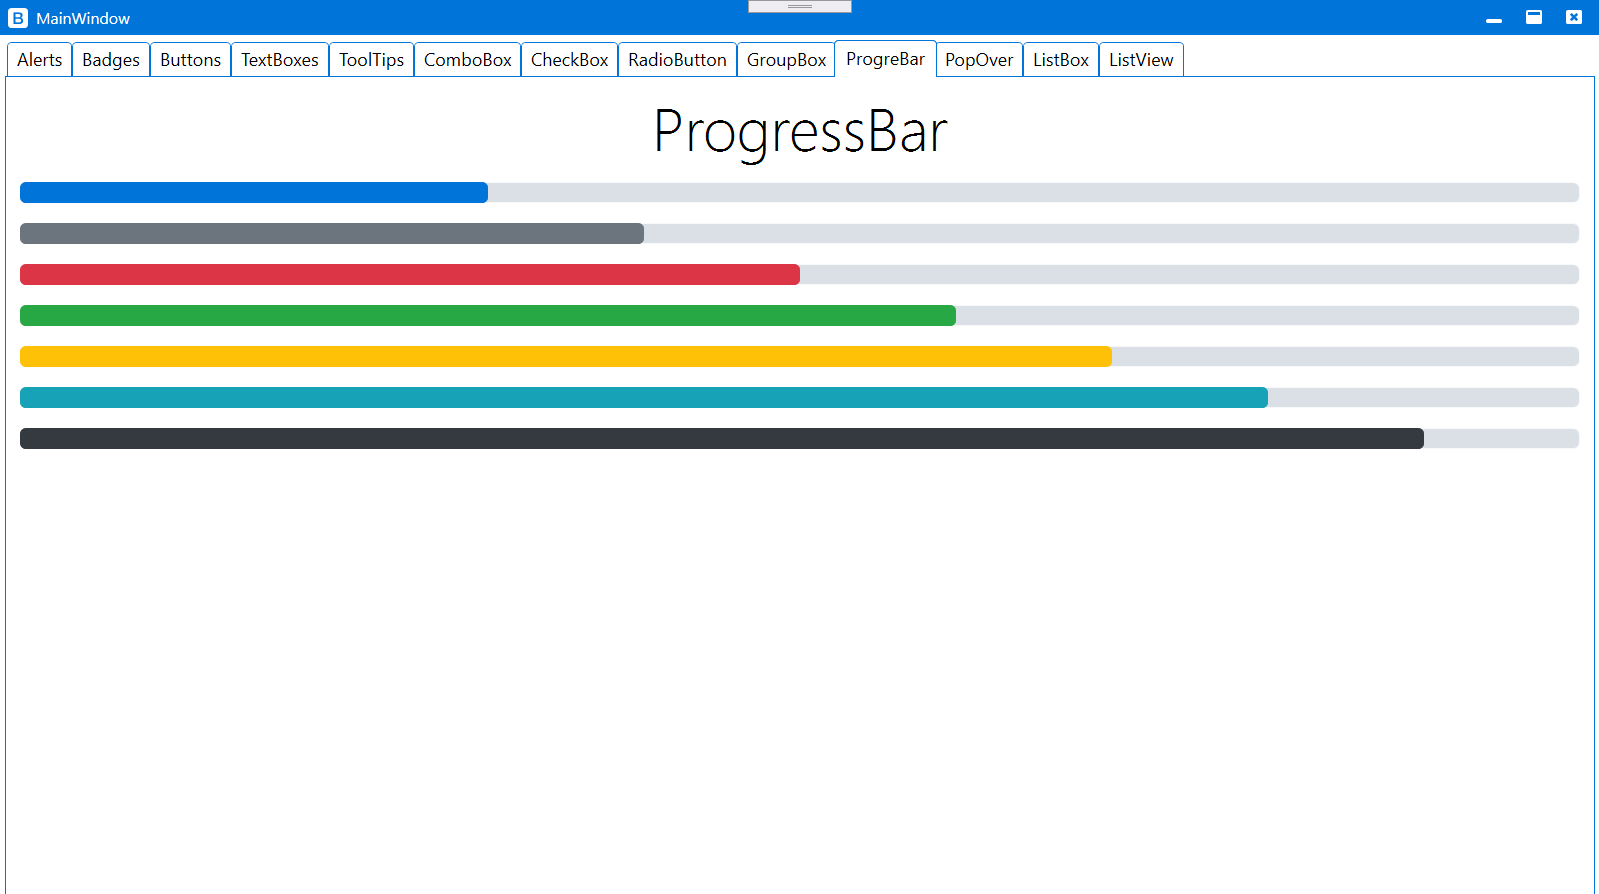 B MainWindow
Alerts Badges Buttons TextBoxes ToolTips ComboBox CheckBox RadioButton GroupBox ProgreBar PopOver ListBox ListView
ProgressBar